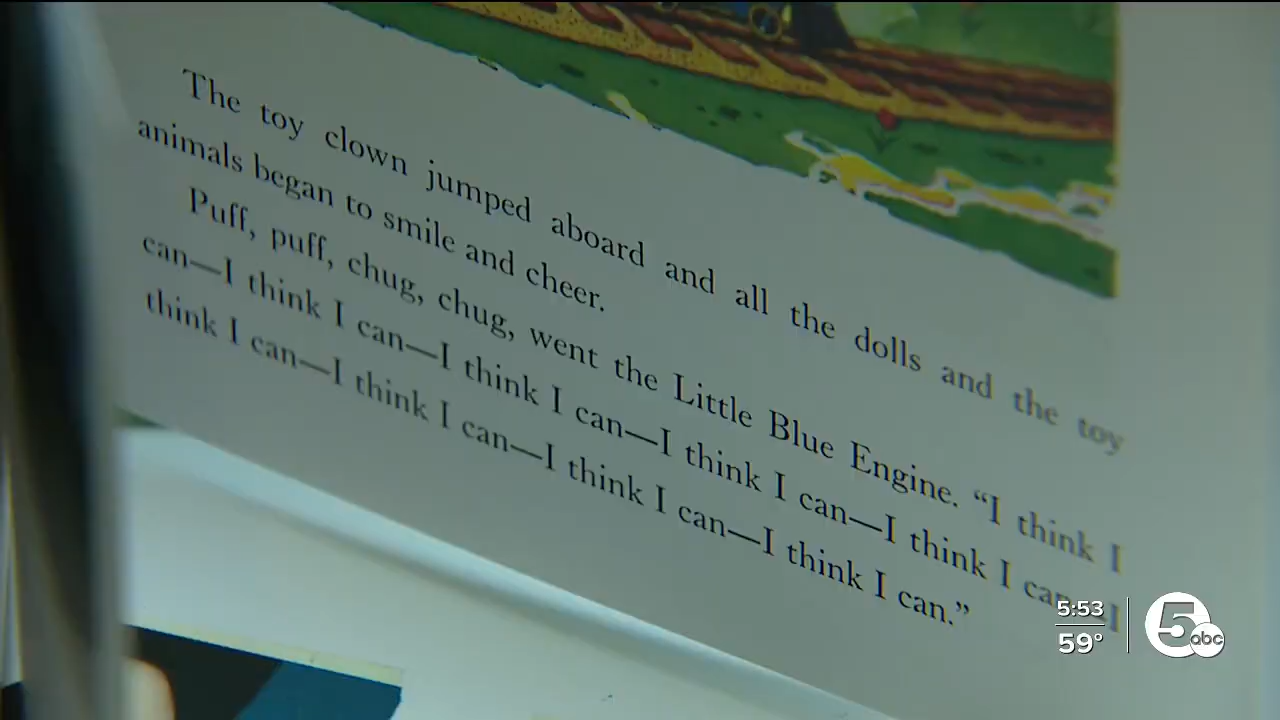 The toy clown jumped aboard and all the dolls and the toy
animals began to smile and cheer.
Puff, puff, chug, chug, went the Little Blue Engine. “I think I
can—I think I can—I think I can—I think I can—I think I can—I
think I can—I think I can—I think I can—I think I can.”
5:53
59°
5 abc